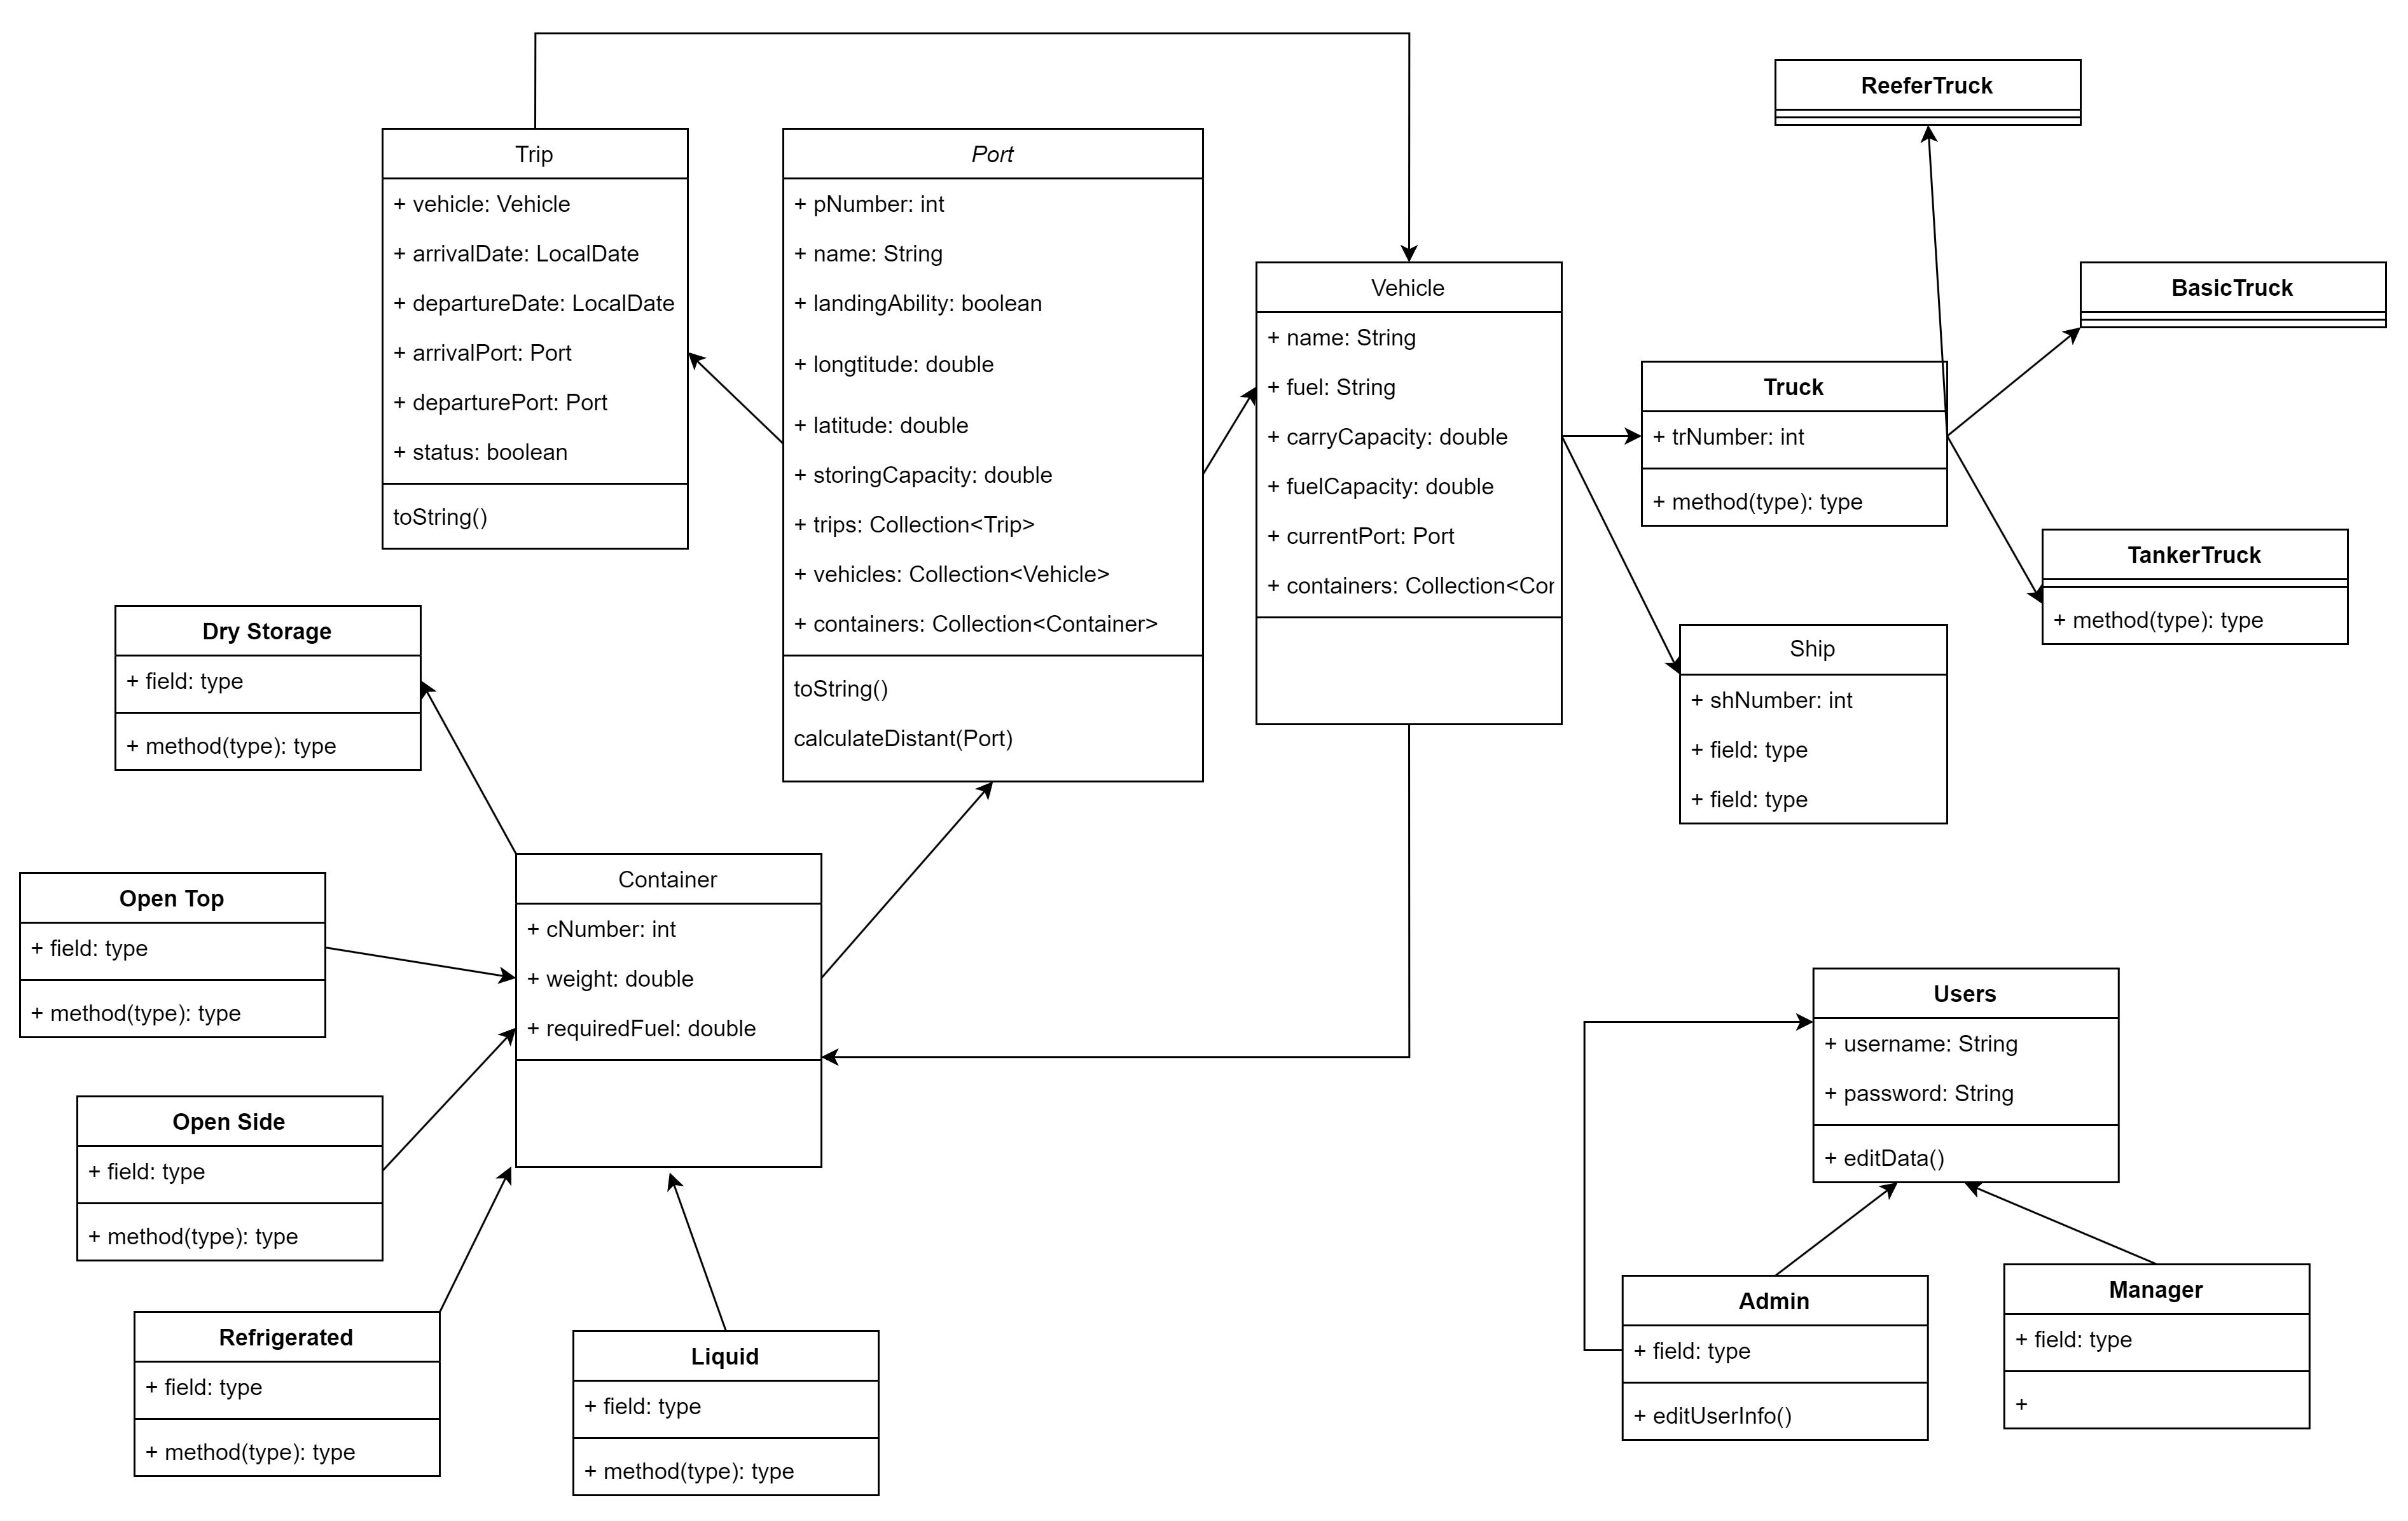 Trip
+ vehicle: Vehicle
+ arrivalDate: LocalDate
+ departureDate: LocalDate
+ arrivalPort: Port
+ departurePort: Port
+ status: boolean
toString()
Port
+ pNumber: int
+ name: String
+ landingAbility: boolean
+ longtitude: double
+ latitude: double
+ storingCapacity: double
+ trips: Collection<Trip>
+ vehicles: Collection<Vehicle>
+ containers: Collection<Container>
toString()
calculateDistant(Port)
Vehicle
+ name: String
+ fuel: String
+ carryCapacity: double
+ fuelCapacity: double
+ currentPort: Port
+ containers: Collection<Cor
ReeferTruck
BasicTruck
Truck
+ trNumber: int
+ method(type): type
TankerTruck
+ method(type): type
Ship
+ shNumber: int
+ field: type
+ field: type
Dry Storage
+ field: type
+ method(type): type
Open Top
+ field: type
+ method(type): type
Container
+ cNumber: int
+ weight: double
+ requiredFuel: double
Open Side
+ field: type
+ method(type): type
Refrigerated
+ field: type
+ method(type): type
Liquid
+ field: type
+ method(type): type
Users
+ username: String
+ password: String
+ editData()
Admin
+ field: type
+ editUserInfo()
Manager
+ field: type
+